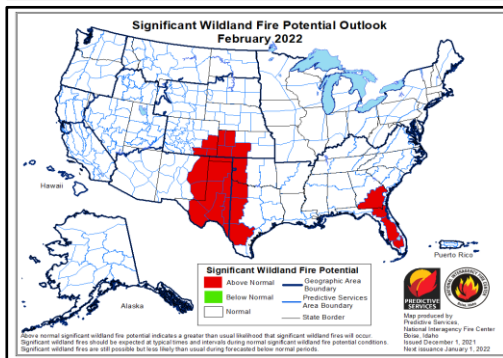 Significant Wildland Fire Potential Outlook
February 2022
Hawaii
Alaska
Puerto Rico
Significant Wildland Fire Potential
Above Normal
Below Normal
Normal
Geographic Area
Boundary
Predictive Services
Area Boundary
State Border
PREDICTIVE
SERVICES
Map produced by
Predictive Services,
National Interagency Fire Center
Boise, Idaho
Issued December 1, 2021
Next issuance January 1, 2022
Above normal significant wildland fire potential indicates a greater than usual likelihood that significant wildland fires will occur.
Significant wildland fires should be expected at typical times and intervals during normal significant wildland fire potential conditions.
Significant wildland fires are still possible but less likely than usual during forecasted below normal periods.